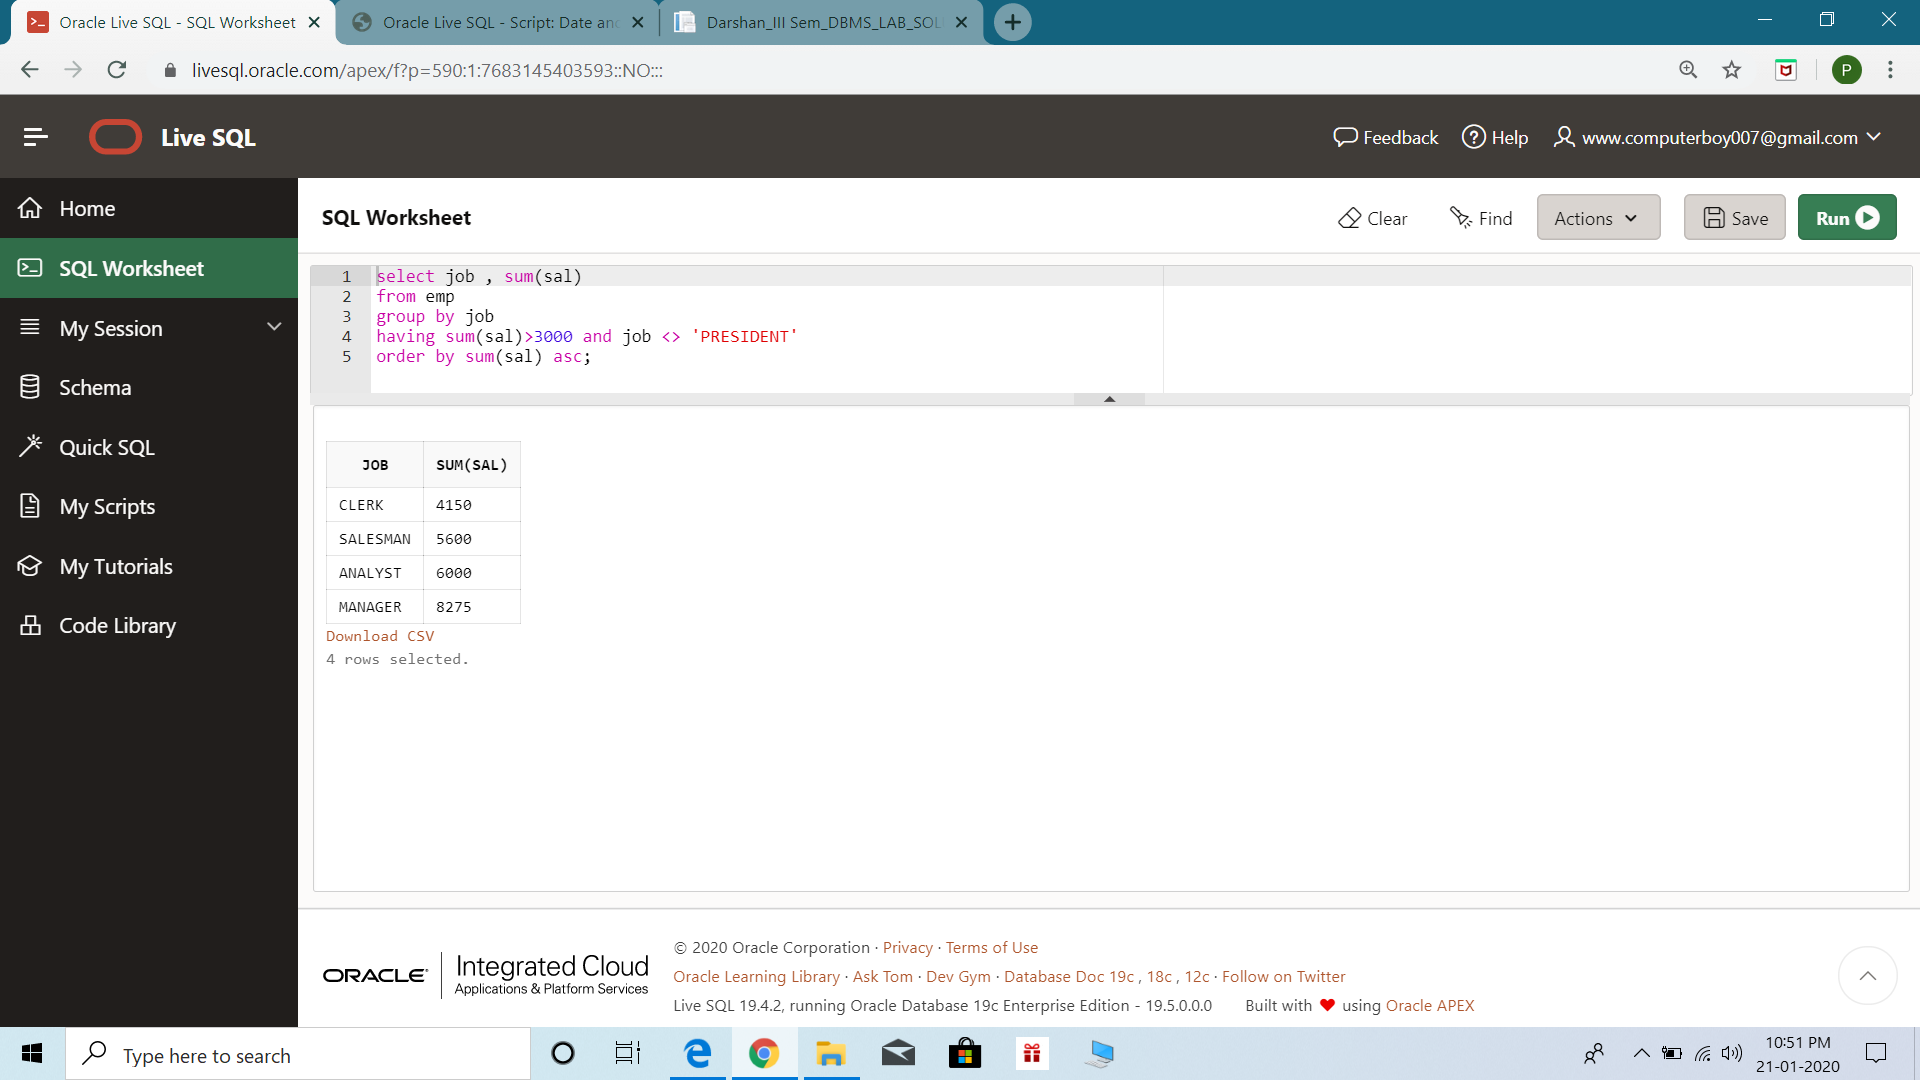 Oracle Live SQL - SQL Worksheet
Oracle Live SQL - Script: Date an
Darshan_III Sem_DBMS_LAB_SOL
livesql.oracle.com/apex/f?p=590:1:7683145403593::NO:::
P
Live SQL
Feedback
Help
www.computerboy007@gmail.com
Home
SQL Worksheet
My Session
Schema
Quick SQL
My Scripts
My Tutorials
Code Library
SQL Worksheet
Clear
Find
Actions
Save
Run
1 select job , sum(sal)
2 from emp
3 group by job
4 having sum(sal)>3000 and job <> 'PRESIDENT'
5 order by sum(sal) asc;
JOB SUM(SAL)
CLERK 4150
SALESMAN 5600
ANALYST 6000
MANAGER 8275
Download CSV
4 rows selected.
ORACLE
Integrated Cloud
Applications & Platform Services
© 2020 Oracle Corporation · Privacy · Terms of Use
Oracle Learning Library · Ask Tom · Dev Gym · Database Doc 19c , 18c , 12c · Follow on Twitter
Live SQL 19.4.2, running Oracle Database 19c Enterprise Edition - 19.5.0.0.0 Built with ♥ using Oracle APEX
Type here to search
10:51 PM
21-01-2020